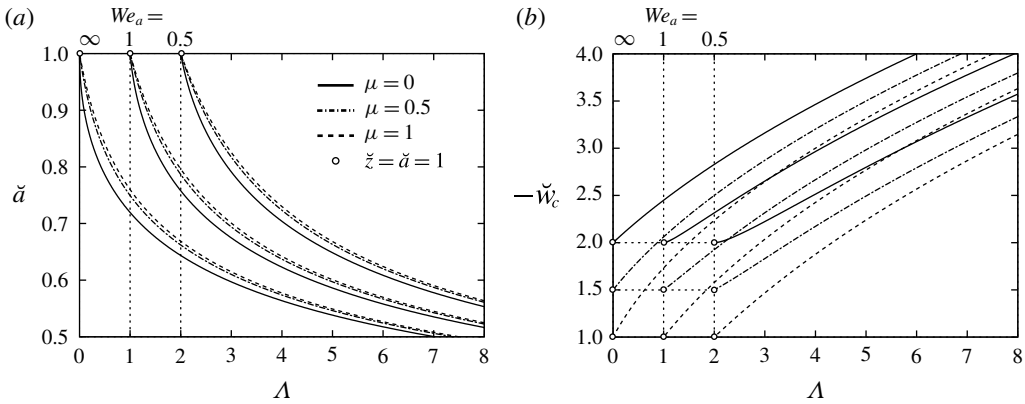 (a) We_a = (b) We_a =
∞ 1 0.5 ∞ 1 0.5
1.0 4.0
μ = 0
0.9 μ = 0.5 3.5
μ = 1
0.8 z̆ = ă = 1 3.0
ă −w̆_c
0.7 2.5
2.0
0.6 1.5
0.5 1.0
0 1 2 3 4 5 6 7 8 0 1 2 3 4 5 6 7 8
Λ Λ